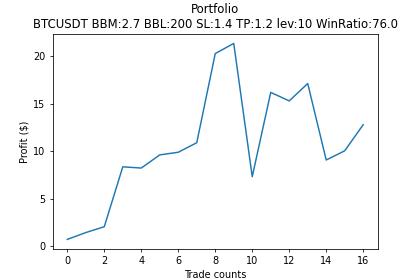 Portfolio
BTCUSDT BBM:2.7 BBL:200 SL:1.4 TP:1.2 lev:10 WinRatio:76.0
20
15
10
5
0
Profit ($)
0 2 4 6 8 10 12 14 16
Trade counts